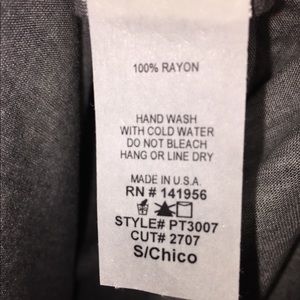 100% RAYON
HAND WASH
WITH COLD WATER
DO NOT BLEACH
HANG OR LINE DRY
MADE IN U.S.A.
RN # 141956
STYLE# PT3007
CUT# 2707
S/Chico